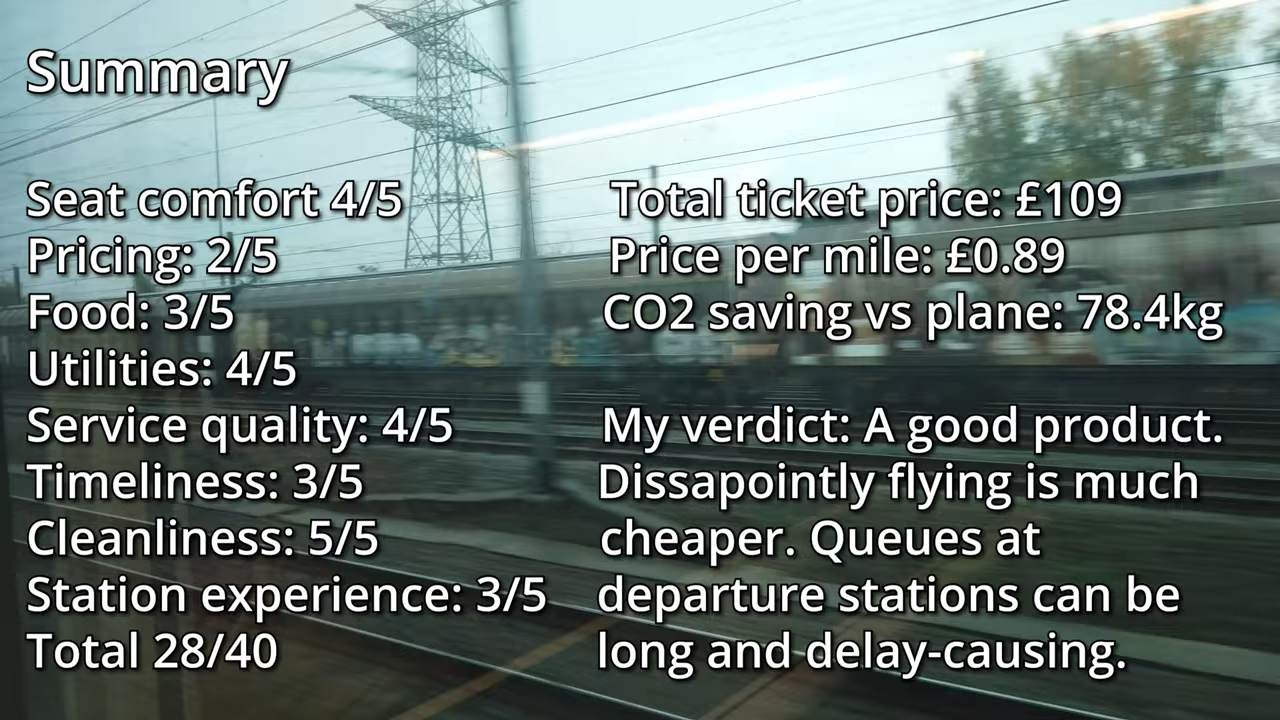 Summary
Seat comfort 4/5
Pricing: 2/5
Food: 3/5
Utilities: 4/5
Service quality: 4/5
Timeliness: 3/5
Cleanliness: 5/5
Station experience: 3/5
Total 28/40
Total ticket price: £109
Price per mile: £0.89
CO2 saving vs plane: 78.4kg
My verdict: A good product.
Dissapointly flying is much
cheaper. Queues at
departure stations can be
long and delay-causing.